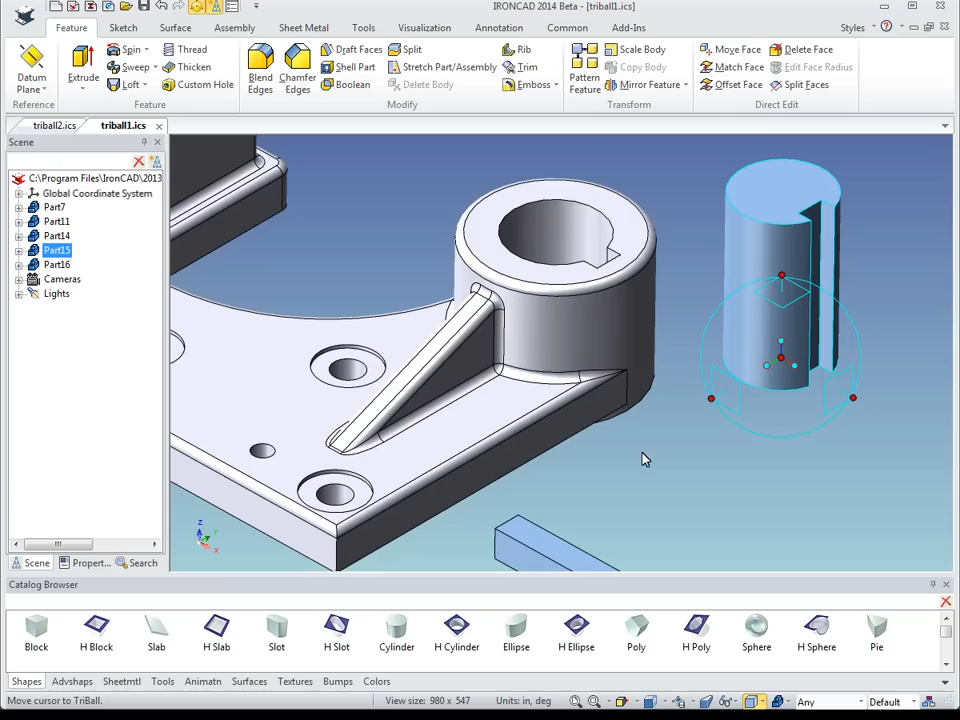 IRONCAD 2014 Beta - [triball1.ics]
Feature Sketch Surface Assembly Sheet Metal Tools Visualization Annotation Common Add-Ins Styles
Datum Plane
Extrude
Spin Thread
Sweep Thicken
Loft Custom Hole
Blend Edges
Chamfer Edges
Draft Faces Split
Shell Part Stretch Part/Assembly
Boolean Delete Body
Rib
Trim
Emboss
Pattern Feature
Scale Body
Copy Body
Mirror Feature
Move Face Delete Face
Match Face Edit Face Radius
Offset Face Split Faces
Reference Feature Modify Transform Direct Edit
triball2.ics triball1.ics
Scene
C:\Program Files\IronCAD\2013
Global Coordinate System
Part7
Part11
Part14
Part15
Part16
Cameras
Lights
Z
Y
X
Scene Propert... Search
Catalog Browser
Block H Block Slab H Slab Slot H Slot Cylinder H Cylinder Ellipse H Ellipse Poly H Poly Sphere H Sphere Pie
Shapes Advshaps Sheetmtl Tools Animatn Surfaces Textures Bumps Colors
Move cursor to TriBall. View size: 980 x 547 Units: in, deg Any Default